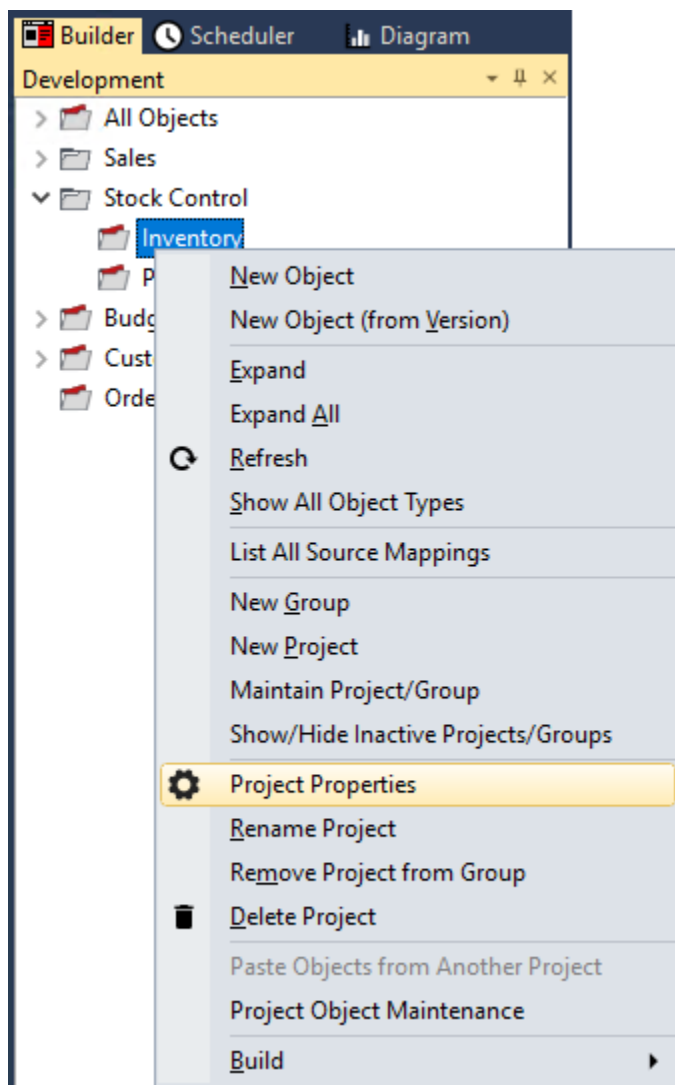 Builder Scheduler Diagram
Development
All Objects
Sales
Stock Control
Inventory
P
Budg
Cust
Orde
New Object
New Object (from Version)
Expand
Expand All
Refresh
Show All Object Types
List All Source Mappings
New Group
New Project
Maintain Project/Group
Show/Hide Inactive Projects/Groups
Project Properties
Rename Project
Remove Project from Group
Delete Project
Paste Objects from Another Project
Project Object Maintenance
Build